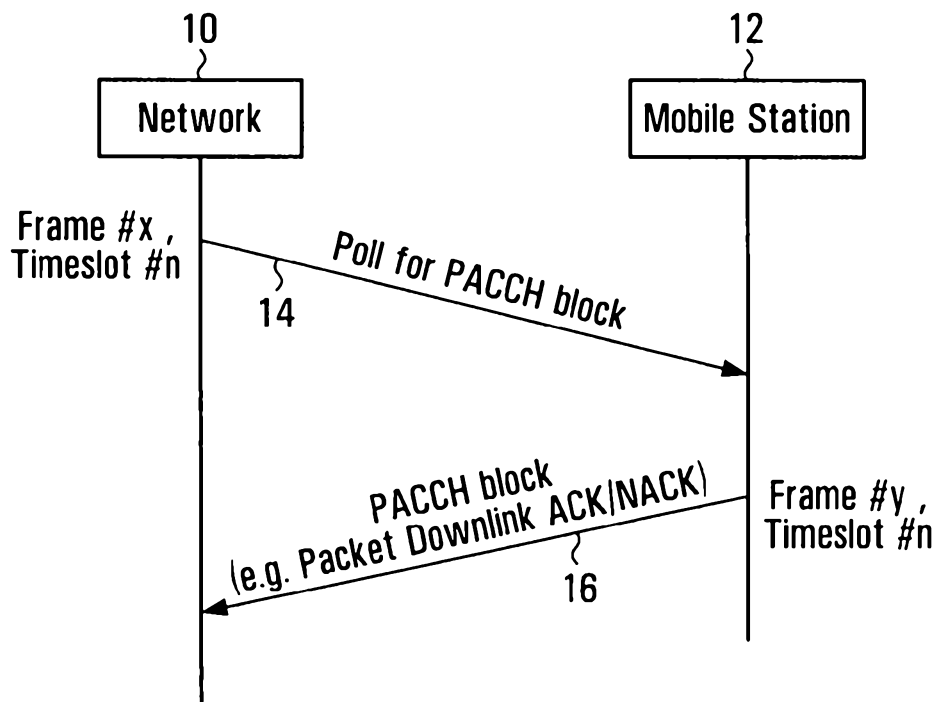 10
12
Network
Mobile Station
Frame #x ,
Timeslot #n
Poll for PACCH block
14
PACCH block
(e.g. Packet Downlink ACK/NACK)
Frame #y ,
Timeslot #n
16